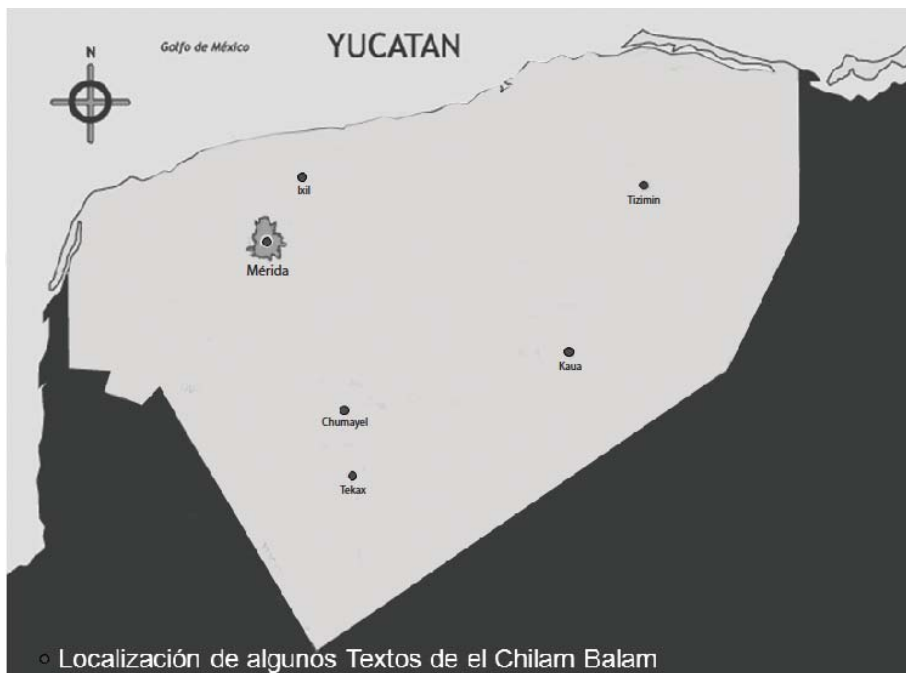 YUCATAN
Golfo de México
N
Ixil
Tizimin
Mérida
Kaua
Chumayel
Tekax
Localización de algunos Textos de el Chilam Balam